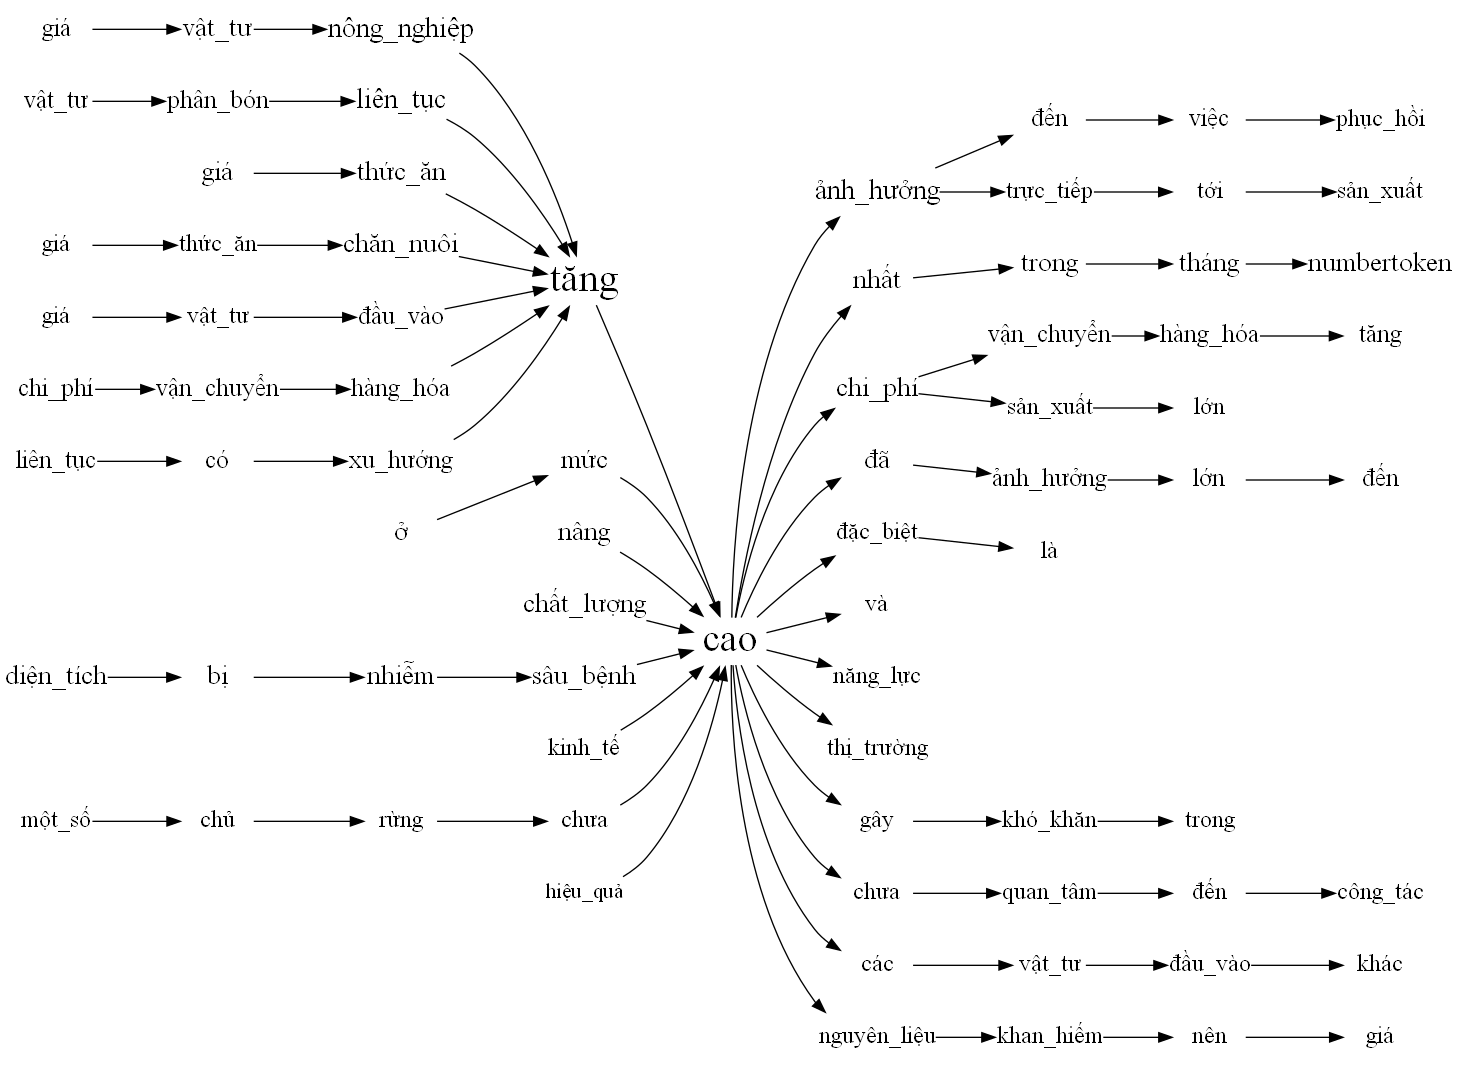 giá vật_tư nông_nghiệp
vật_tư phân_bón liên_tục
đến việc phục_hồi
giá thức_ăn
ảnh_hưởng trực_tiếp tới sản_xuất
giá thức_ăn chăn_nuôi
trong tháng numbertoken
tăng nhất
giá vật_tư đầu_vào
vận_chuyển hàng_hóa tăng
chi_phí vận_chuyển hàng_hóa
chi_phí
sản_xuất lớn
liên_tục có xu_hướng mức
đã ảnh_hưởng lớn đến
ở nâng
đặc_biệt là
chất_lượng và
cao
diện_tích bị nhiễm sâu_bệnh
năng_lực
kinh_tế thị_trường
một_số chủ rừng chưa
gây khó_khăn trong
hiệu_quả
chưa quan_tâm đến công_tác
các vật_tư đầu_vào khác
nguyên_liệu khan_hiếm nên giá